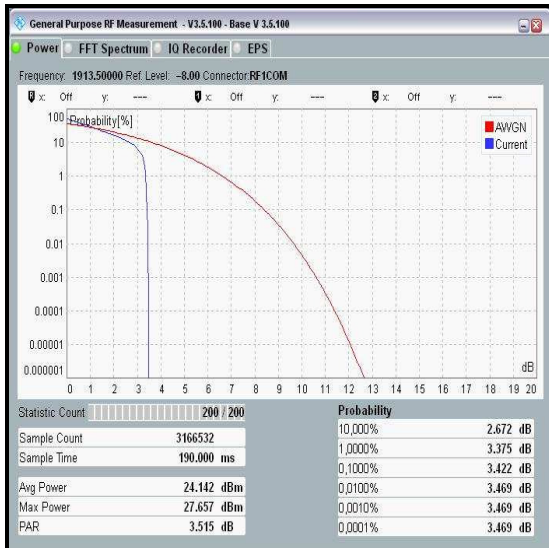 General Purpose RF Measurement - V3.5.100 - Base V 3.5.100
Power FFT Spectrum IQ Recorder EPS
Frequency: 1913.50000 Ref. Level: -8.00 Connector:RF1COM
R x: Off y: --- 1 x: Off y: --- 2 x: Off y: ---
Probability[%]
AWGN
Current
100
10
1
0.1
0.01
0.001
0.0001
0.00001
0.000001
dB
0 1 2 3 4 5 6 7 8 9 10 11 12 13 14 15 16 17 18 19 20
Statistic Count 200 / 200
Sample Count 3166532
Sample Time 190.000 ms
Avg Power 24.142 dBm
Max Power 27.657 dBm
PAR 3.515 dB
Probability
10,000% 2.672 dB
1,0000% 3.375 dB
0,1000% 3.422 dB
0,0100% 3.469 dB
0,0010% 3.469 dB
0,0001% 3.469 dB